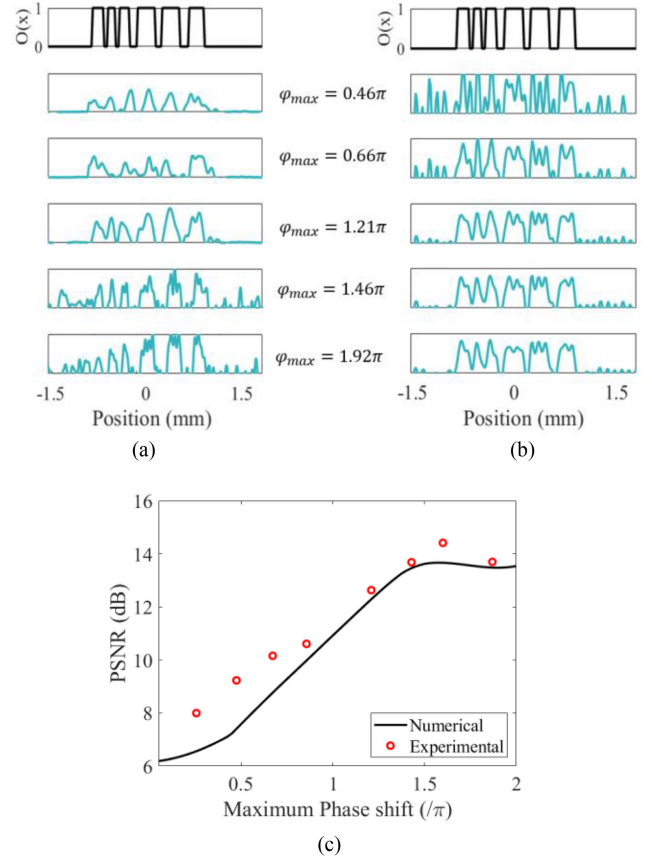 O(x)
1
0
O(x)
1
0
φmax = 0.46π
φmax = 0.66π
φmax = 1.21π
φmax = 1.46π
φmax = 1.92π
-1.5 0 1.5
-1.5 0 1.5
Position (mm)
Position (mm)
(a)
(b)
16
14
12
10
8
6
PSNR (dB)
Numerical
Experimental
0.5 1 1.5 2
Maximum Phase shift (/π)
(c)